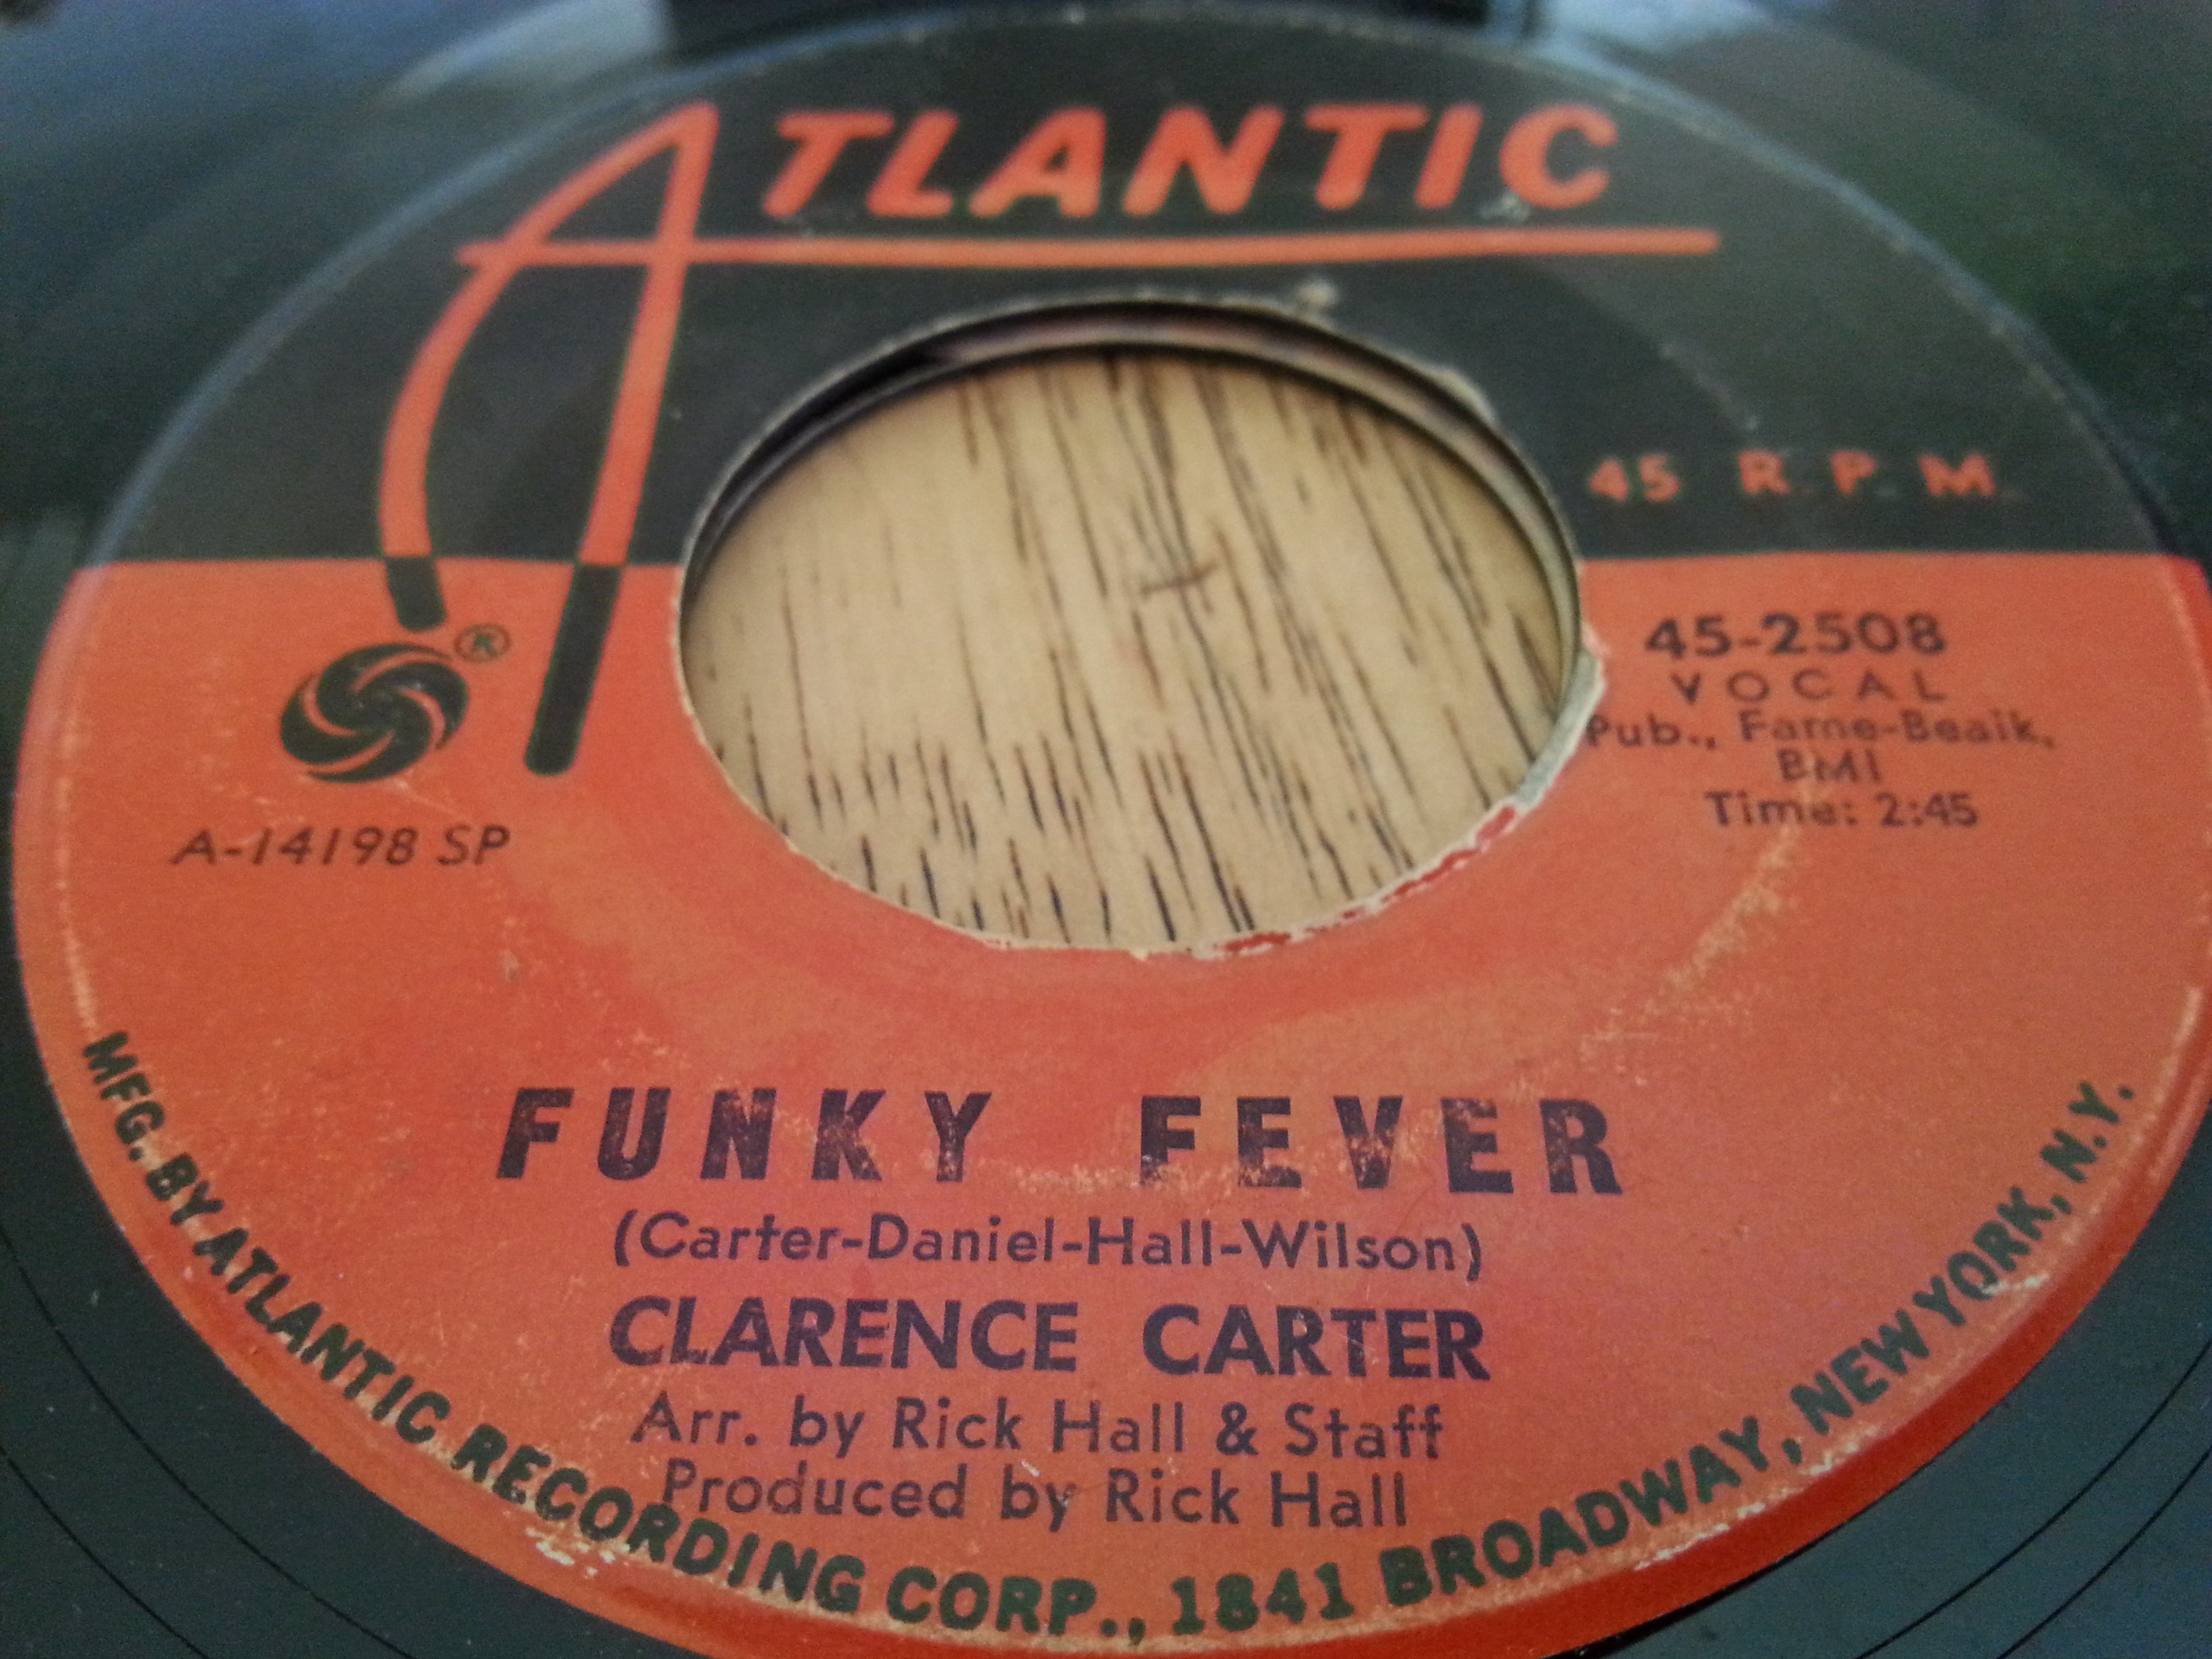 ATLANTIC
45 R.P.M.
45-2508
VOCAL
Pub., Fame-Beaik,
BMI
Time: 2:45
®
A-14198 SP
FUNKY FEVER
(Carter-Daniel-Hall-Wilson)
CLARENCE CARTER
Arr. by Rick Hall & Staff
Produced by Rick Hall
MFG. BY ATLANTIC RECORDING CORP., 1841 BROADWAY, NEW YORK, N.Y.